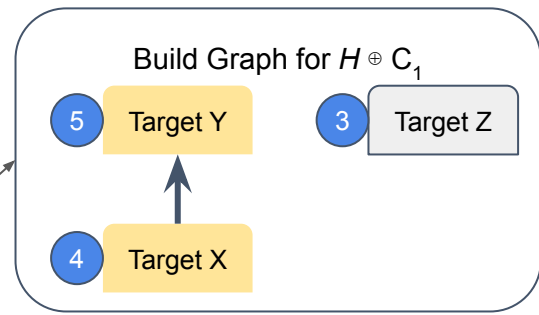 Build Graph for H ⊕ C₁
5 Target Y
3 Target Z
4 Target X